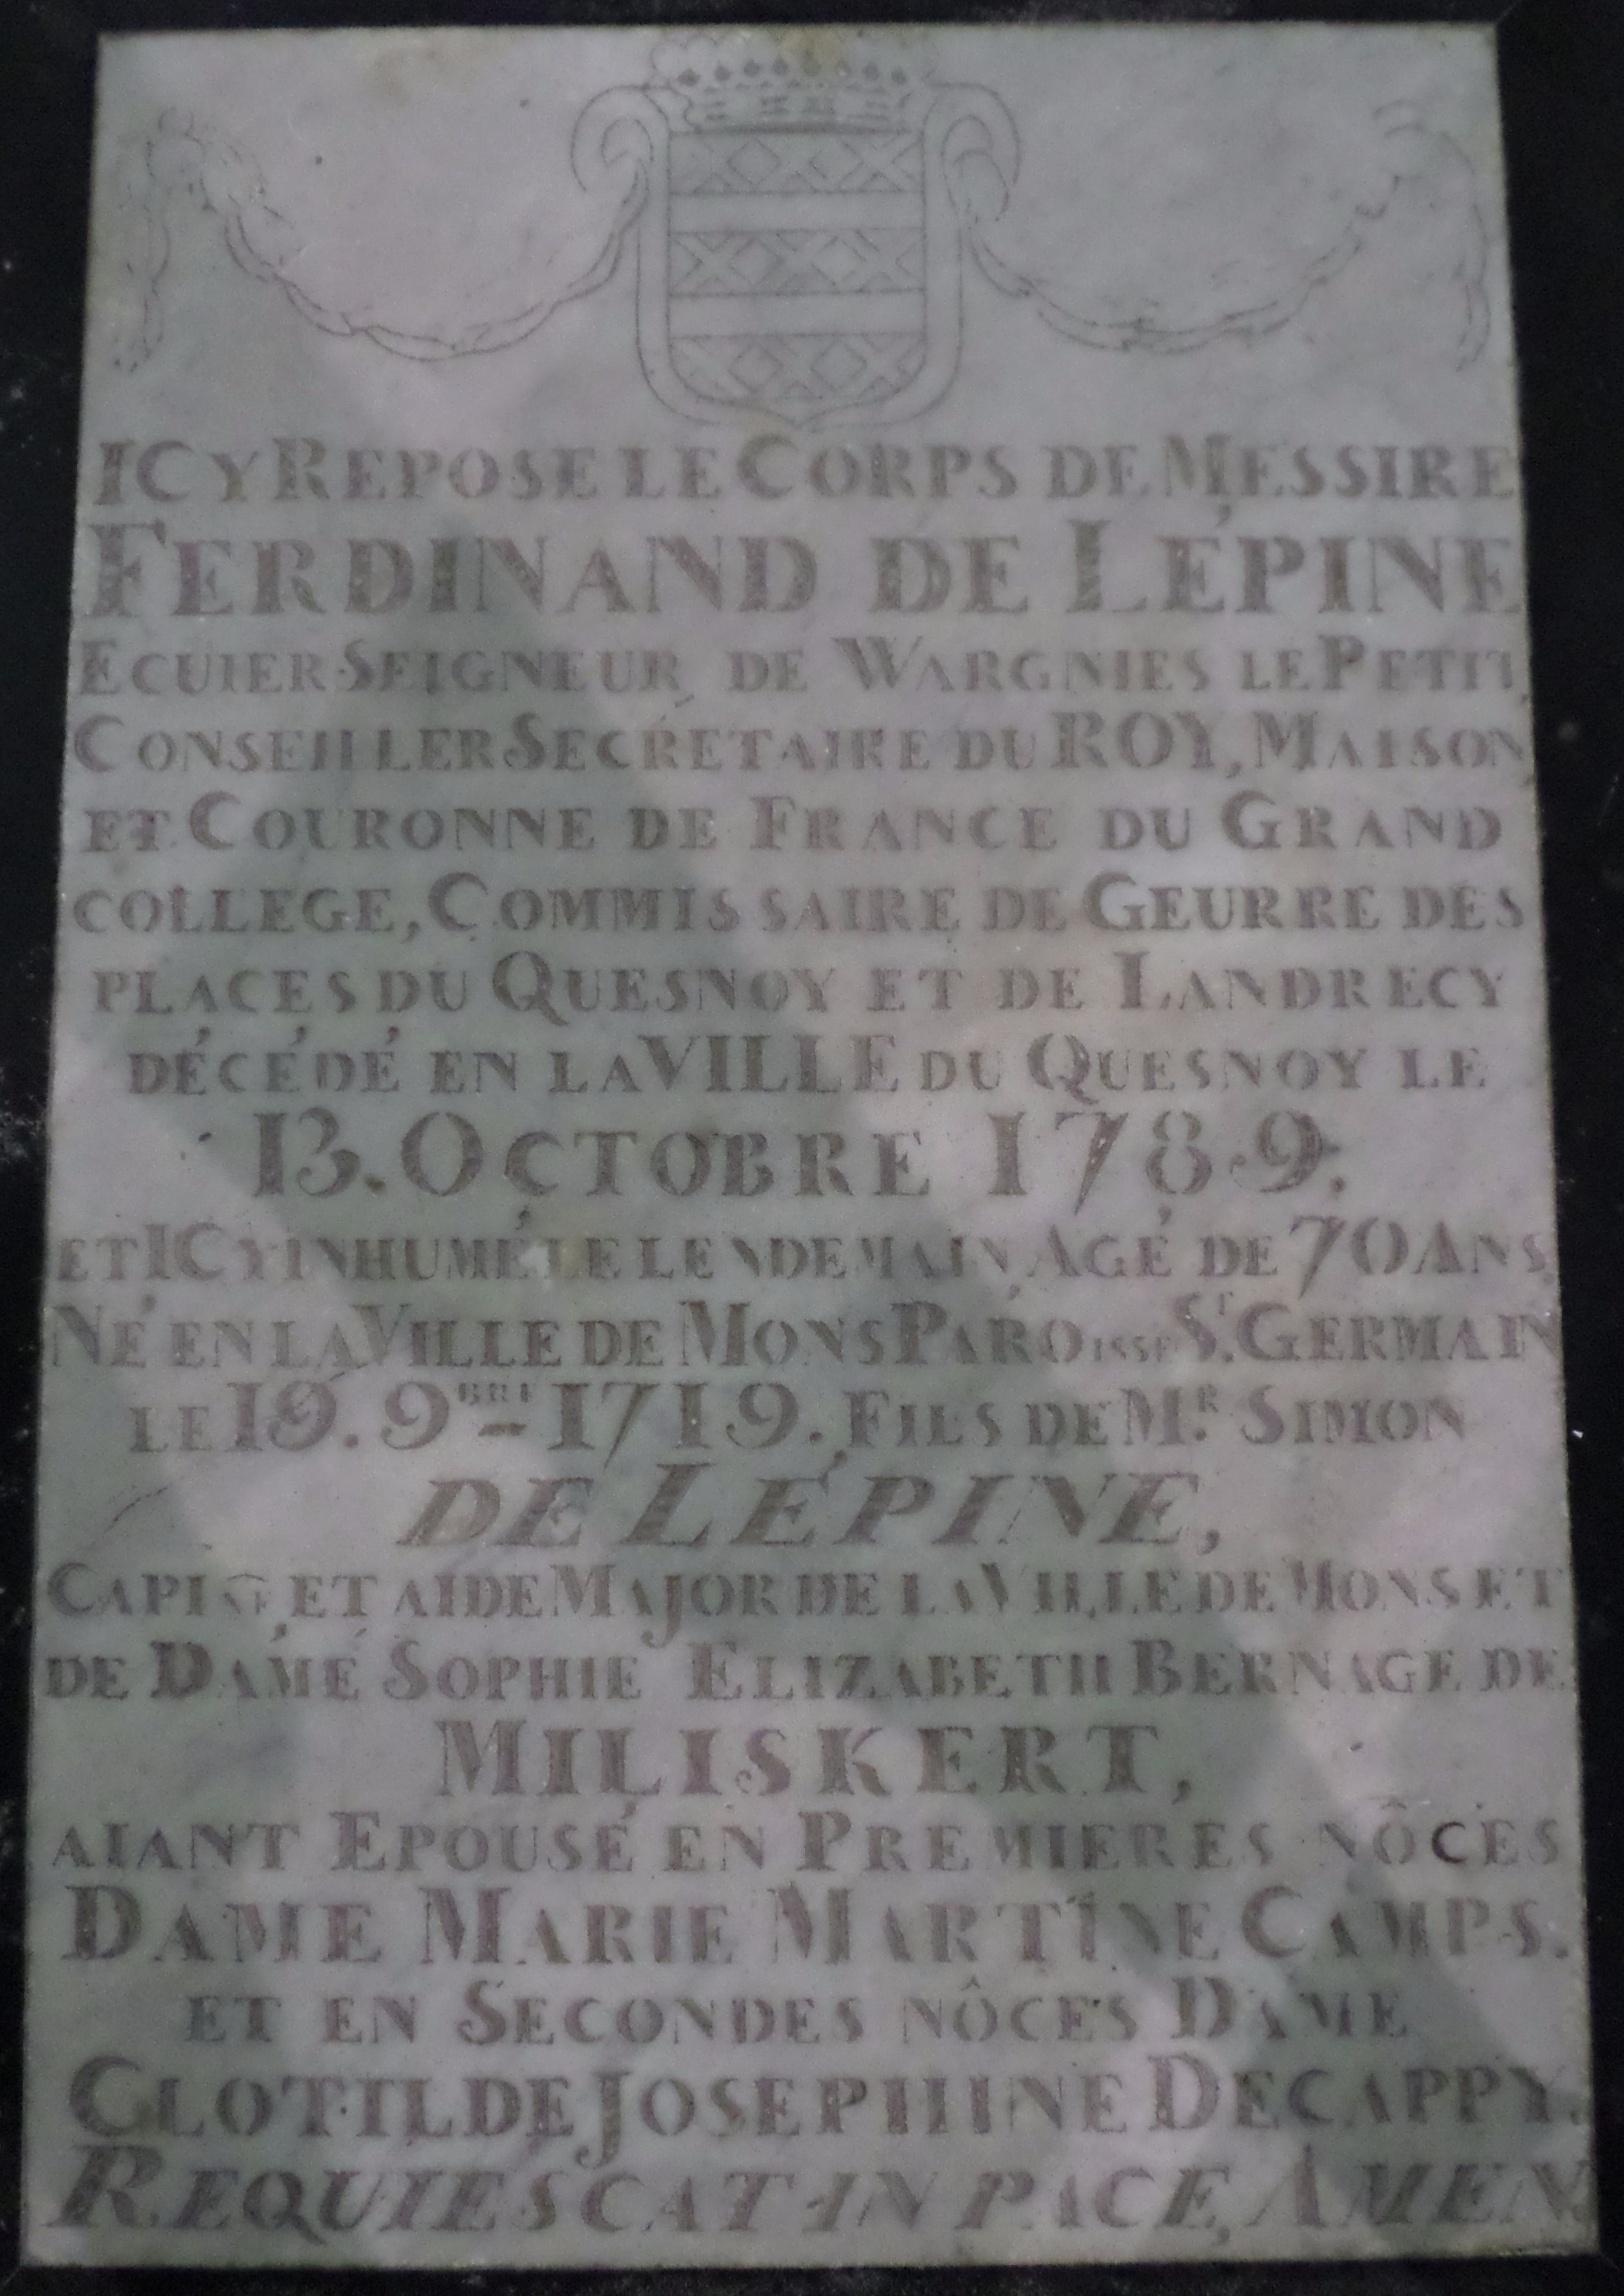 ICY REPOSE LE CORPS DE MESSIRE
FERDINAND DE LÉPINE
ECUIER SEIGNEUR DE WARGNIES LE PETIT,
CONSEILLER SECRÉTAIRE DU ROY, MAISON
ET COURONNE DE FRANCE DU GRAND
COLLEGE, COMMISSAIRE DE GEURRE DES
PLACES DU QUESNOY ET DE LANDRECY
DÉCÉDÉ EN LA VILLE DU QUESNOY LE
13. OCTOBRE 1789.
ET ICY INHUMÉ LE LENDEMAIN AGÉ DE 70 ANS,
NÉ EN LA VILLE DE MONS PAROISSE ST. GERMAIN
LE 19. 9BRE 1719. FILS DE MR. SIMON
DE LÉPINE,
CAPITE ET AIDE MAJOR DE LA VILLE DE MONS ET
DE DAME SOPHIE ELIZABETH BERNAGE DE
MILISKERT,
AIANT EPOUSÉ EN PREMIERES NÔCES
DAME MARIE MARTINE CAMPS.
ET EN SECONDES NÔCES DAME
CLOTILDE JOSEPHINE DECAPPY.
REQUIESCAT IN PACE, AMEN.